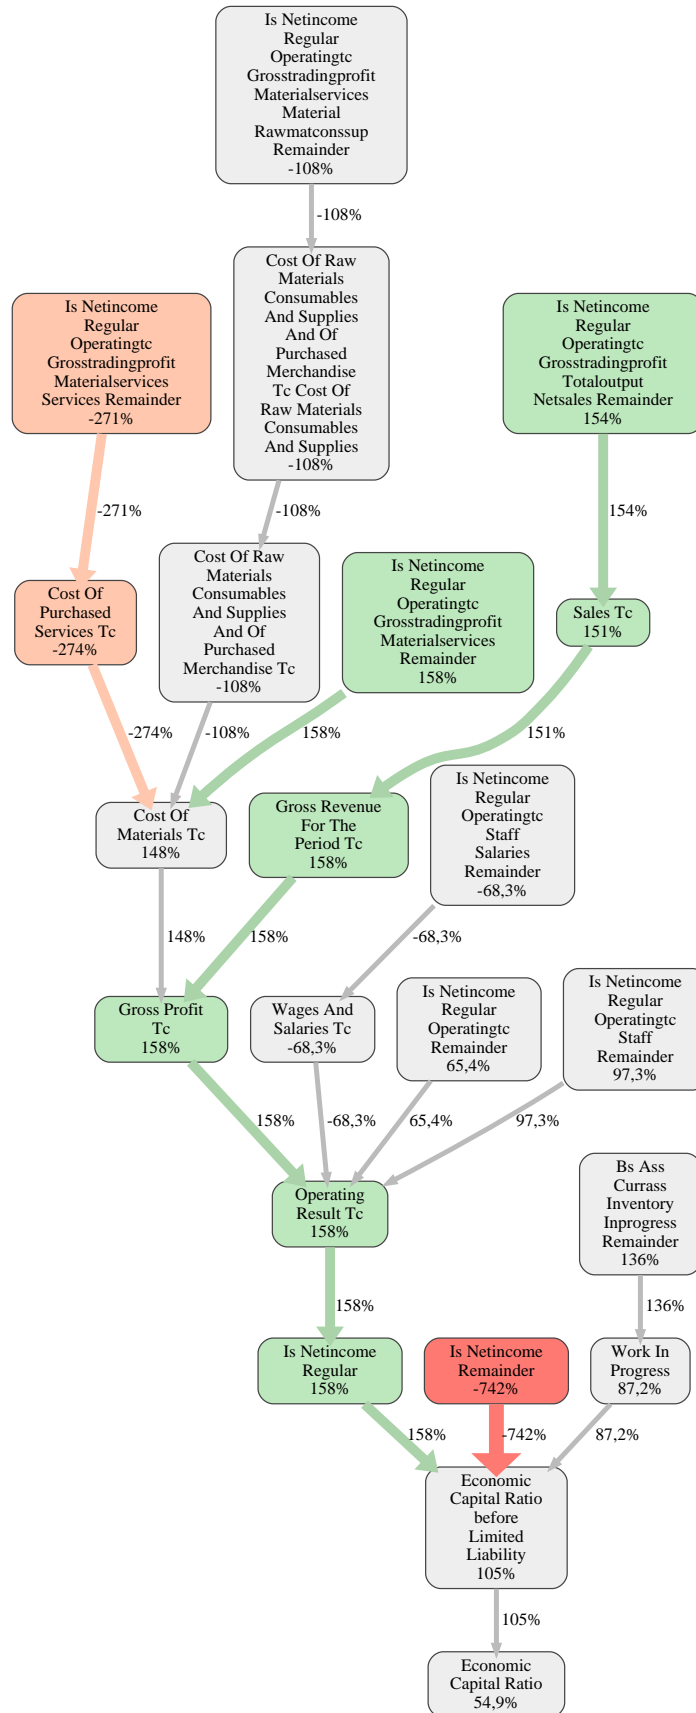 Is Netincome
Regular
Operatingtc
Grosstradingprofit
Materialservices
Material
Rawmatconssup
Remainder
-108%
-108%
Cost Of Raw
Materials
Consumables
And Supplies
And Of
Purchased
Merchandise
Tc Cost Of
Raw Materials
Consumables
And Supplies
-108%
Is Netincome
Regular
Operatingtc
Grosstradingprofit
Materialservices
Services Remainder
-271%
Is Netincome
Regular
Operatingtc
Grosstradingprofit
Totaloutput
Netsales Remainder
154%
-271%
-108%
154%
Cost Of
Purchased
Services Tc
-274%
Cost Of Raw
Materials
Consumables
And Supplies
And Of
Purchased
Merchandise Tc
-108%
Is Netincome
Regular
Operatingtc
Grosstradingprofit
Materialservices
Remainder
158%
Sales Tc
151%
-274%
-108%
158%
151%
Cost Of
Materials Tc
148%
Gross Revenue
For The
Period Tc
158%
Is Netincome
Regular
Operatingtc
Staff
Salaries
Remainder
-68,3%
148%
158%
-68,3%
Gross Profit
Tc
158%
Wages And
Salaries Tc
-68,3%
Is Netincome
Regular
Operatingtc
Remainder
65,4%
Is Netincome
Regular
Operatingtc
Staff
Remainder
97,3%
158%
-68,3%
65,4%
97,3%
Operating
Result Tc
158%
Bs Ass
Currass
Inventory
Inprogress
Remainder
136%
158%
136%
Is Netincome
Regular
158%
Is Netincome
Remainder
-742%
Work In
Progress
87,2%
158%
-742%
87,2%
Economic
Capital Ratio
before
Limited
Liability
105%
105%
Economic
Capital Ratio
54,9%